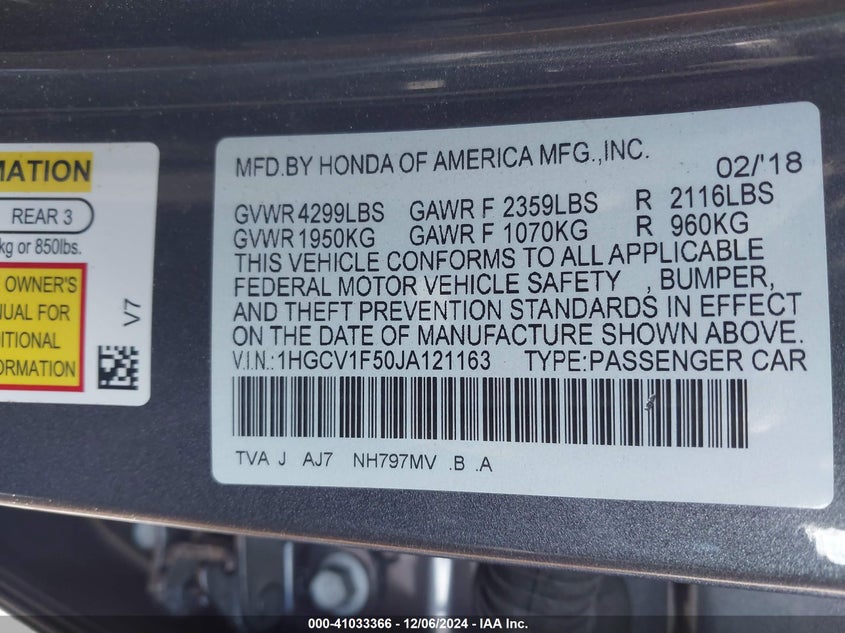 MATION
REAR 3
kg or 850lbs.
OWNER'S
NUAL FOR
DITIONAL
FORMATION
V7
MFD.BY HONDA OF AMERICA MFG.,INC. 02/'18
GVWR 4299LBS GAWR F 2359LBS R 2116LBS
GVWR 1950KG GAWR F 1070KG R 960KG
THIS VEHICLE CONFORMS TO ALL APPLICABLE
FEDERAL MOTOR VEHICLE SAFETY , BUMPER,
AND THEFT PREVENTION STANDARDS IN EFFECT
ON THE DATE OF MANUFACTURE SHOWN ABOVE.
V.I.N.:1HGCV1F50JA121163 TYPE:PASSENGER CAR
TVA J AJ7 NH797MV .B .A
000-41033366 - 12/06/2024 - IAA Inc.